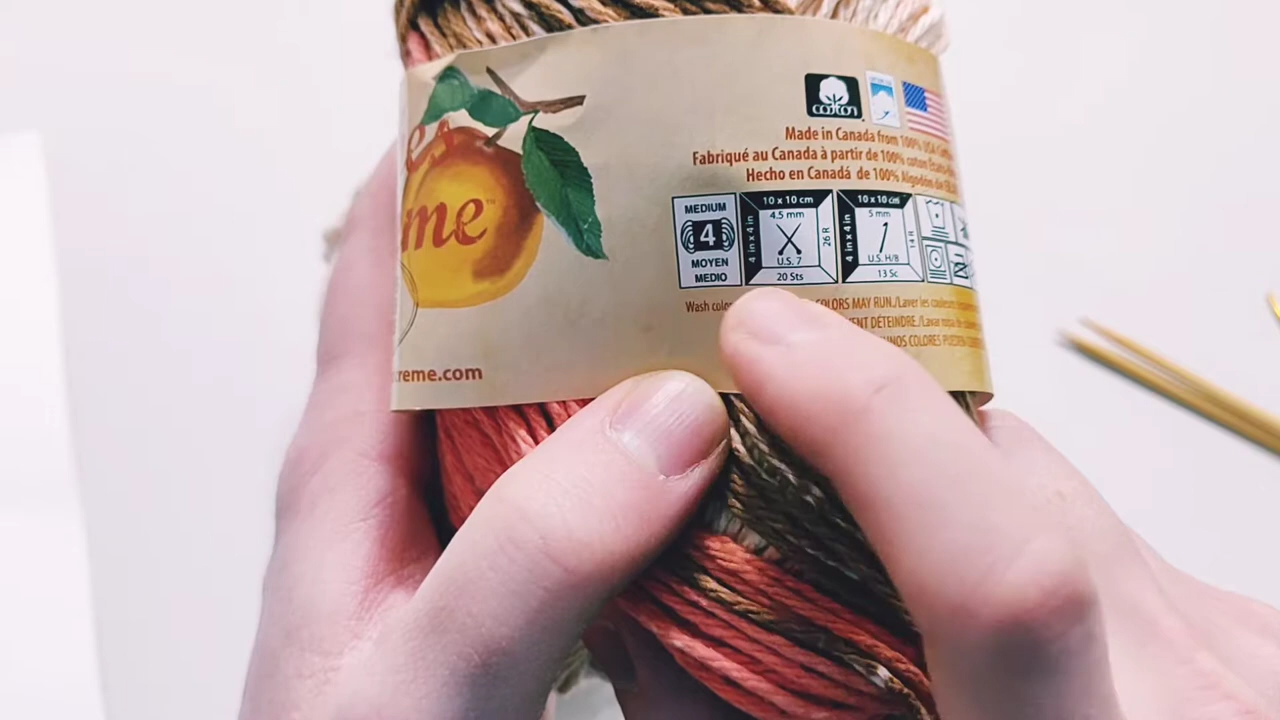 me™
reme.com
COTTON
Made in Canada from 100% USA
Fabriqué au Canada à partir de 100% coton
Hecho en Canadá de 100% Algodón de
MEDIUM
4
MOYEN
MEDIO
10 x 10 cm
4 in x 4 in
4.5 mm
26 R
U.S. 7
20 Sts
10 x 10 cm
4 in x 4 in
5 mm
14 R
U.S. H/8
13 Sc
Wash COLORS MAY RUN./Laver les couleurs
DÉTEINDRE./Lavar
COLORES